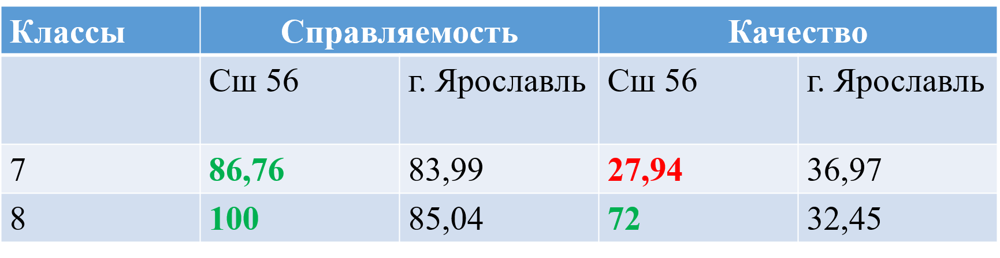 Классы Справляемость Качество
Сш 56 г. Ярославль Сш 56 г. Ярославль
7 86,76 83,99 27,94 36,97
8 100 85,04 72 32,45